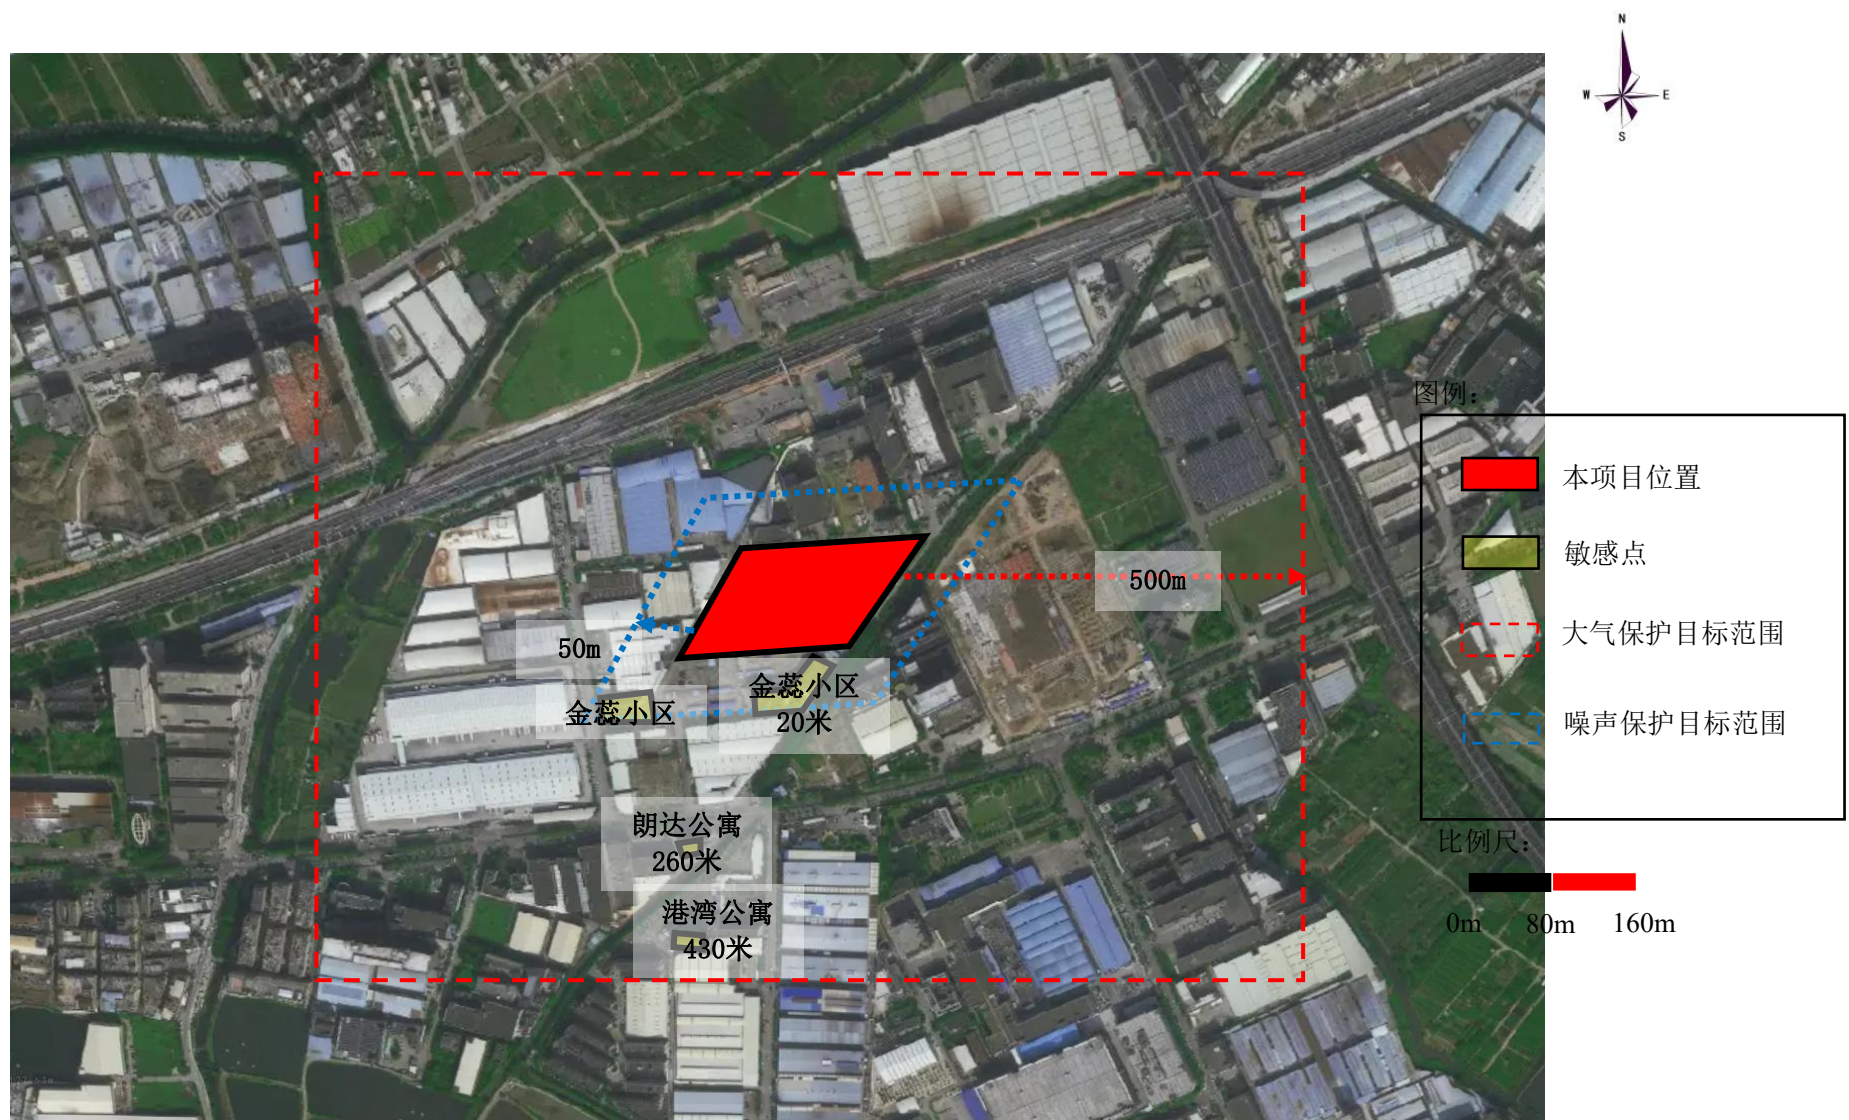 N
W
E
S
图例：
本项目位置
敏感点
500m
大气保护目标范围
50m
金蕊小区
20米
金蕊小区
噪声保护目标范围
朗达公寓
260米
比例尺：
港湾公寓
430米
0m
80m
160m